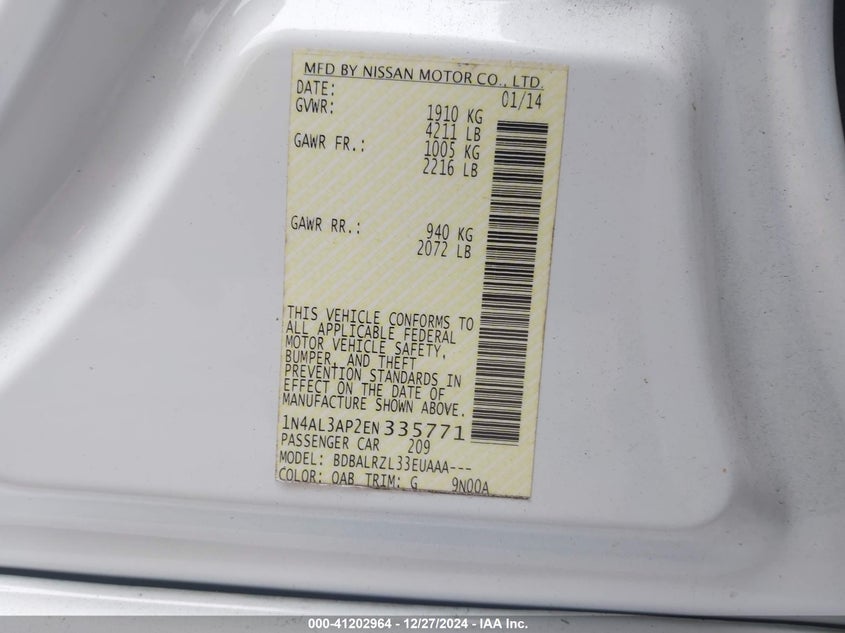 MFD BY NISSAN MOTOR CO., LTD.
DATE: 01/14
GVWR: 1910 KG
4211 LB
GAWR FR.: 1005 KG
2216 LB
GAWR RR.: 940 KG
2072 LB
THIS VEHICLE CONFORMS TO
ALL APPLICABLE FEDERAL
MOTOR VEHICLE SAFETY,
BUMPER, AND THEFT
PREVENTION STANDARDS IN
EFFECT ON THE DATE OF
MANUFACTURE SHOWN ABOVE.
1N4AL3AP2EN 335771
PASSENGER CAR 209
MODEL: BDBALRZL33EUAAA---
COLOR: QAB TRIM: G 9N00A
000-41202964 - 12/27/2024 - IAA Inc.